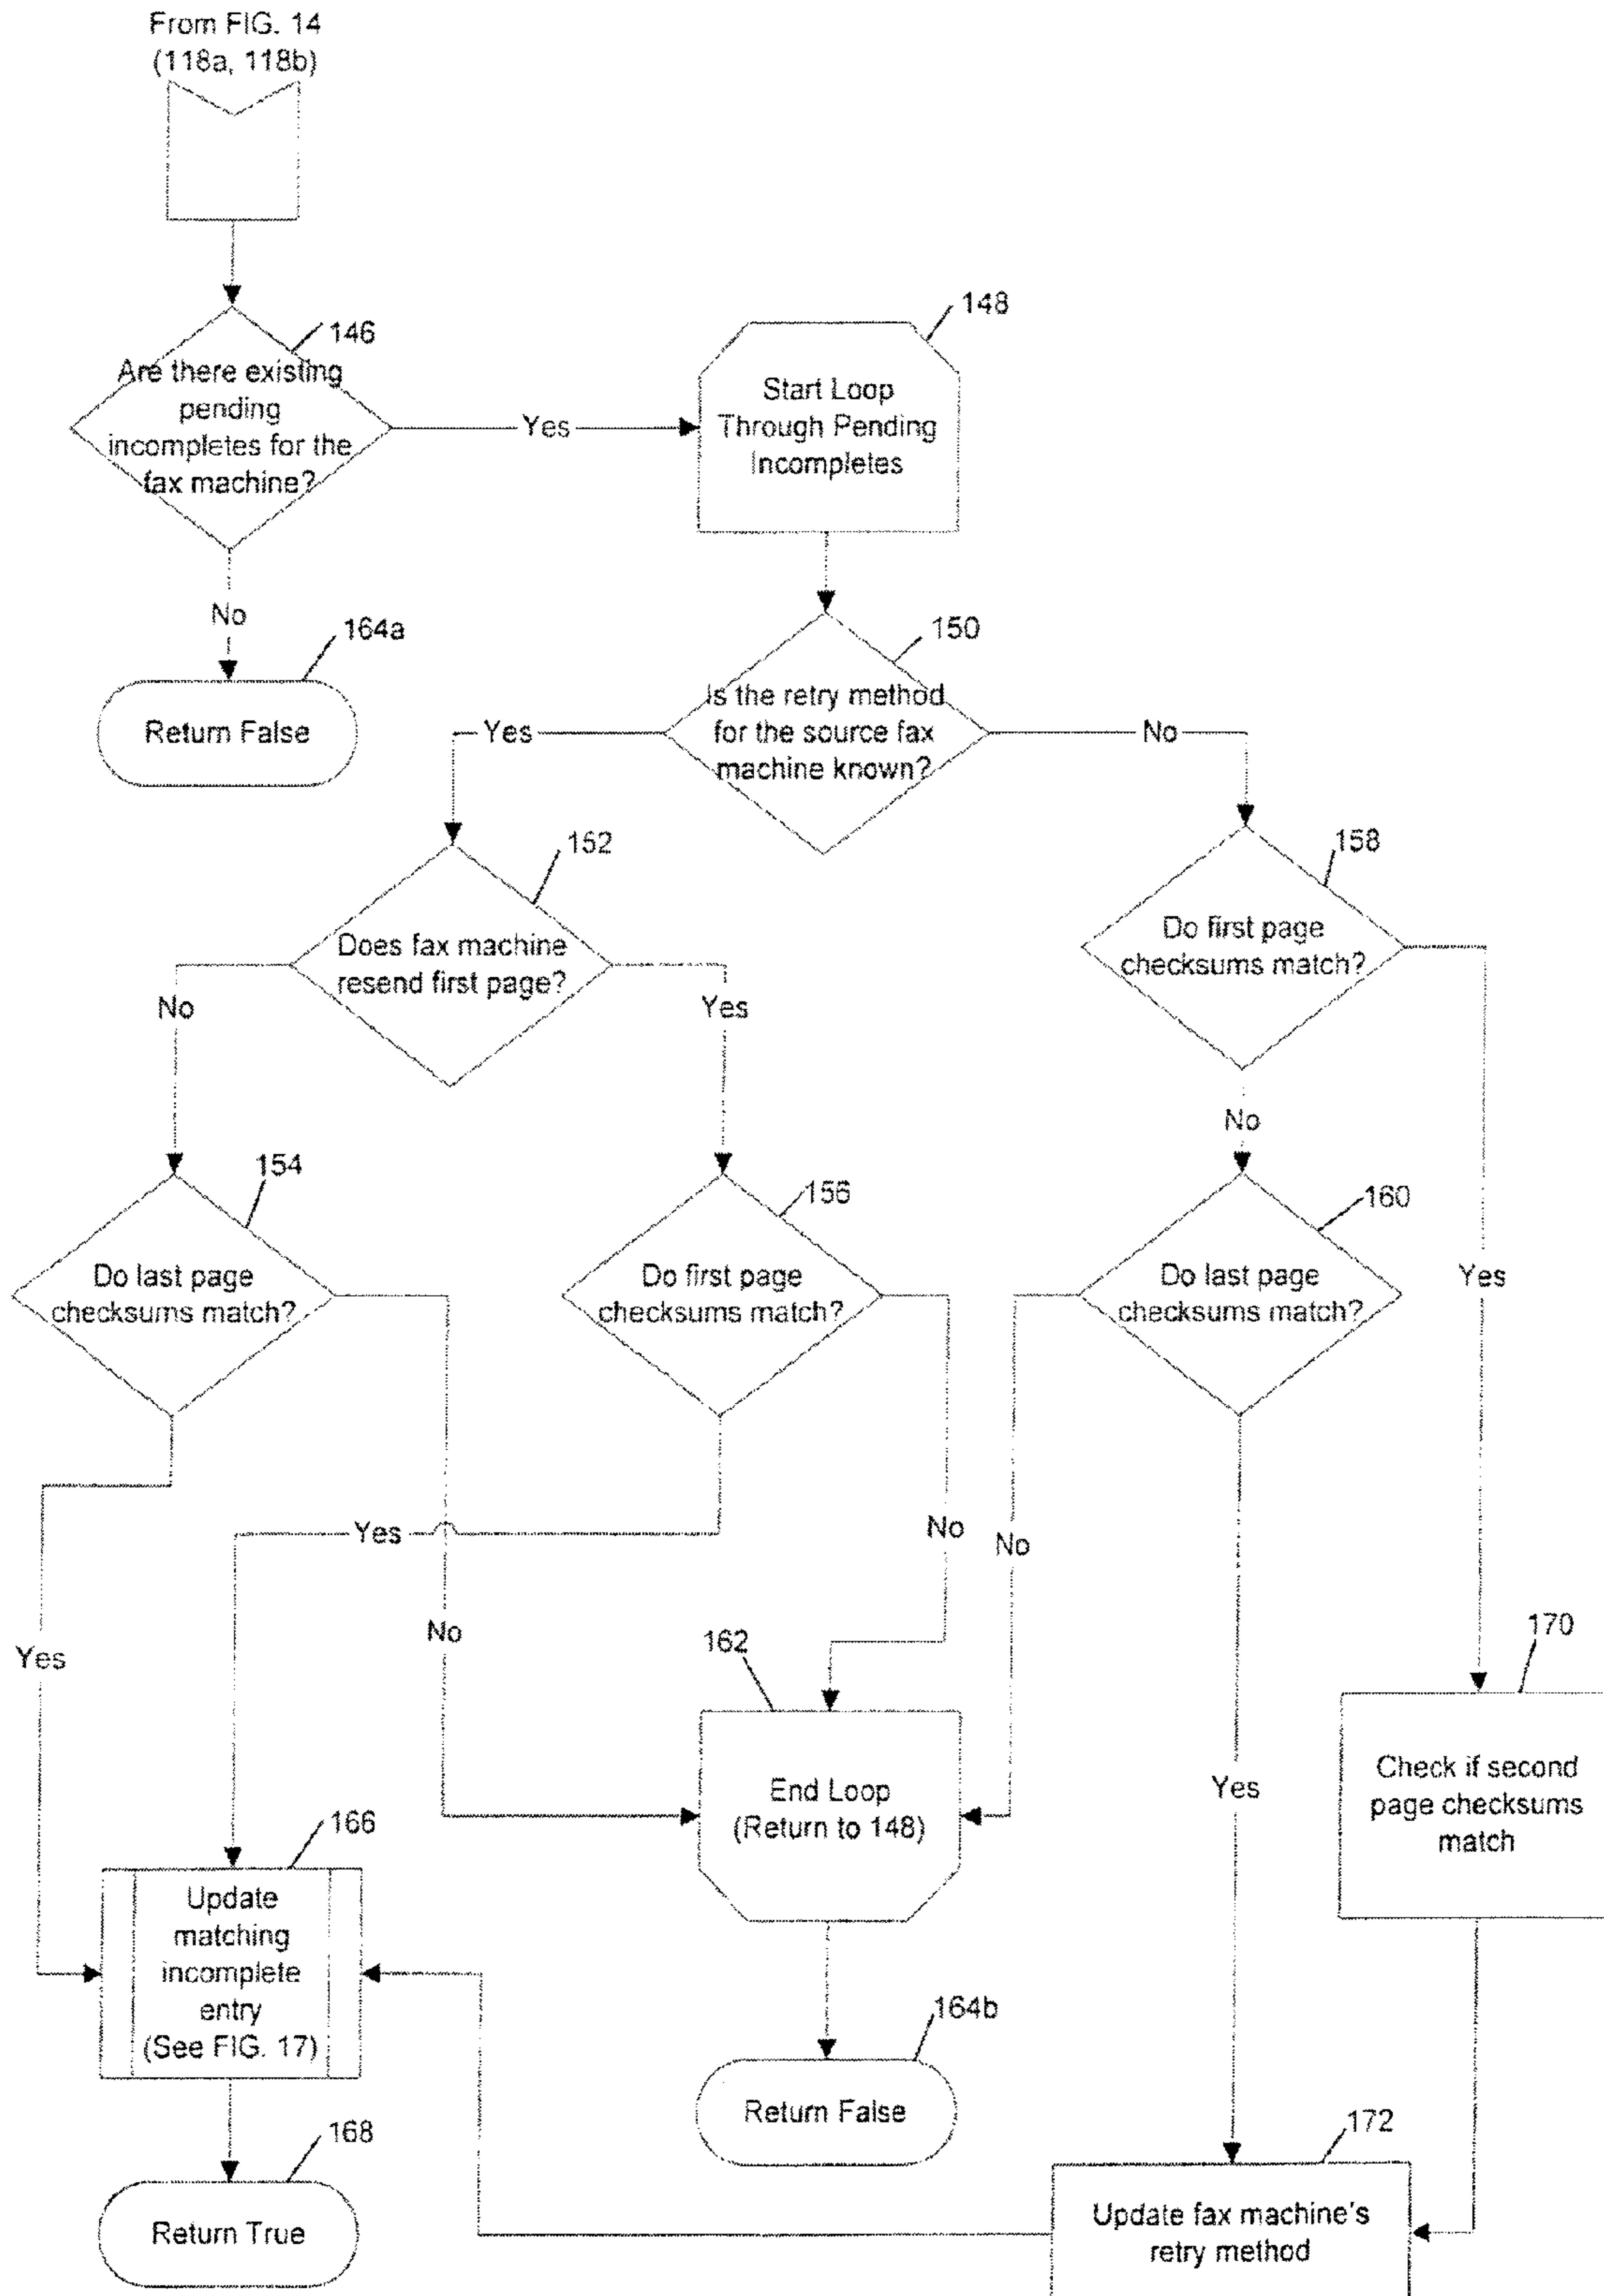 From FIG. 14
(118a, 118b)
146
Are there existing
pending
incompletes for the
fax machine?
Yes
148
Start Loop
Through Pending
Incompletes
No
164a
Return False
150
Is the retry method
for the source fax
machine known?
Yes
No
152
Does fax machine
resend first page?
No
Yes
158
Do first page
checksums match?
No
Yes
154
Do last page
checksums match?
156
Do first page
checksums match?
160
Do last page
checksums match?
Yes
No
No
No
Yes
Yes
162
End Loop
(Return to 148)
170
Check if second
page checksums
match
166
Update
matching
incomplete
entry
(See FIG. 17)
164b
Return False
168
Return True
172
Update fax machine's
retry method